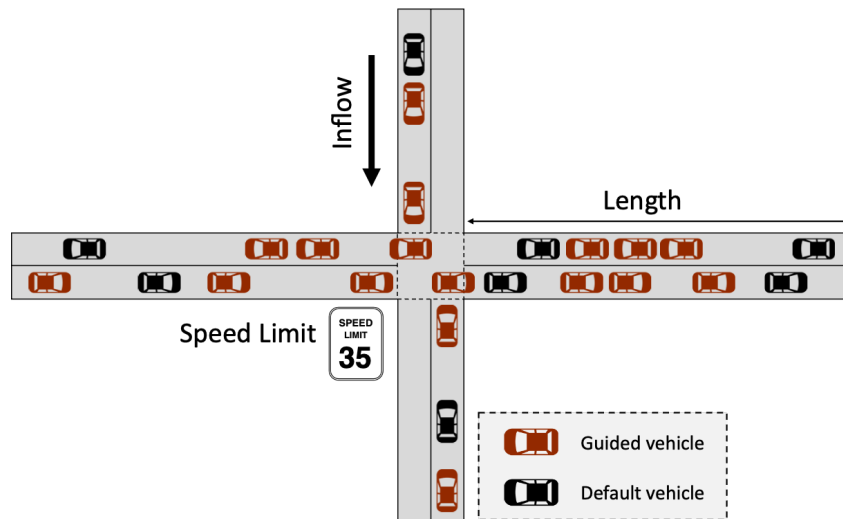 Inflow
Length
Speed Limit
SPEED
LIMIT
35
Guided vehicle
Default vehicle